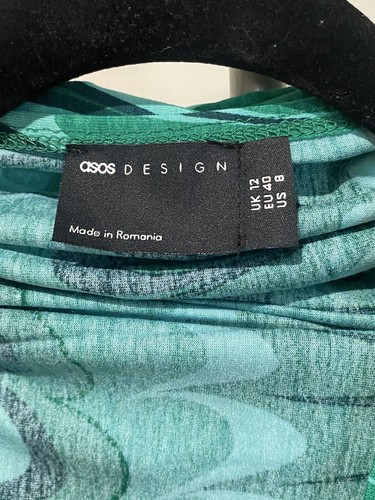 asos DESIGN
Made in Romania
UK 12
EU 40
US 8